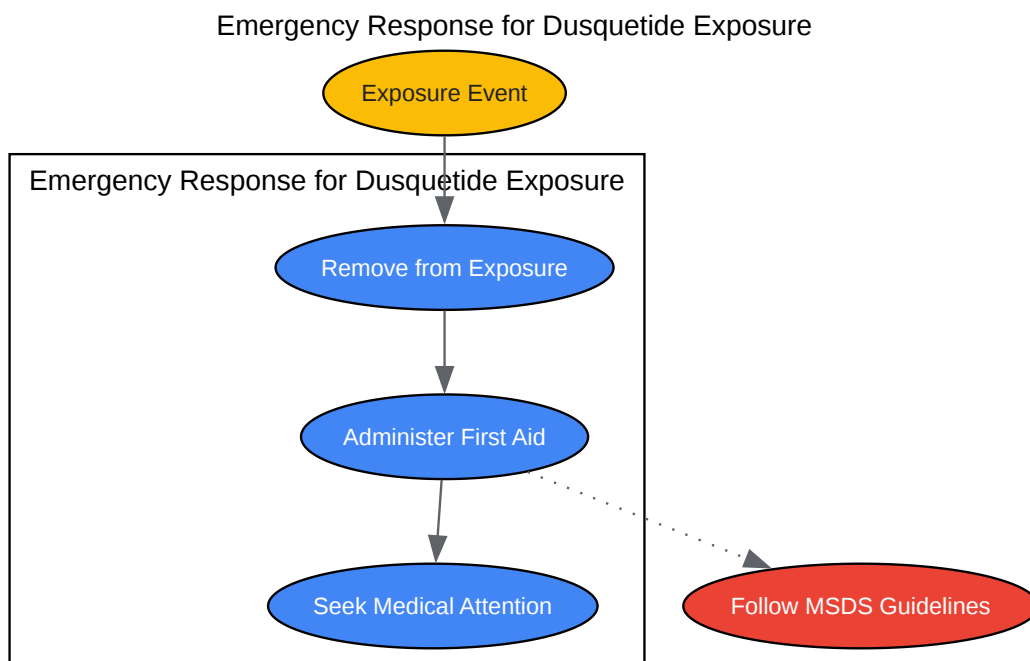 Emergency Response for Dusquetide Exposure
Exposure Event
Emergency Response for Dusquetide Exposure
Remove from Exposure
Administer First Aid
Seek Medical Attention
Follow MSDS Guidelines